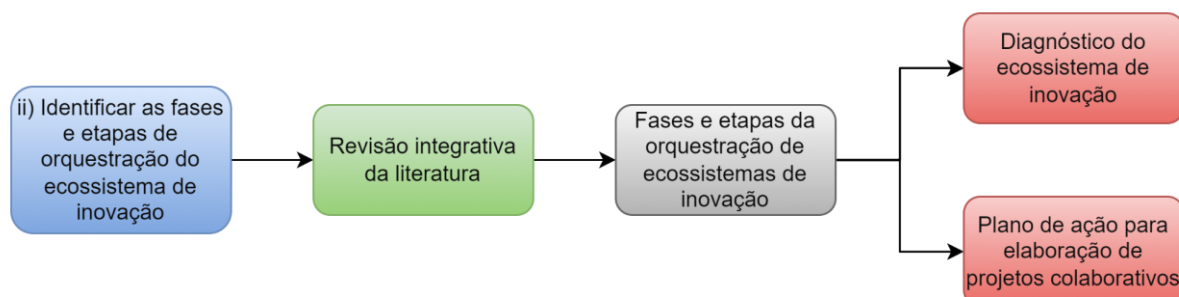 ii) Identificar as fases
e etapas de
orquestração do
ecossistema de
inovação
Revisão integrativa
da literatura
Fases e etapas da
orquestração de
ecossistemas de
inovação
Diagnóstico do
ecossistema de
inovação
Plano de ação para
elaboração de
projetos colaborativos